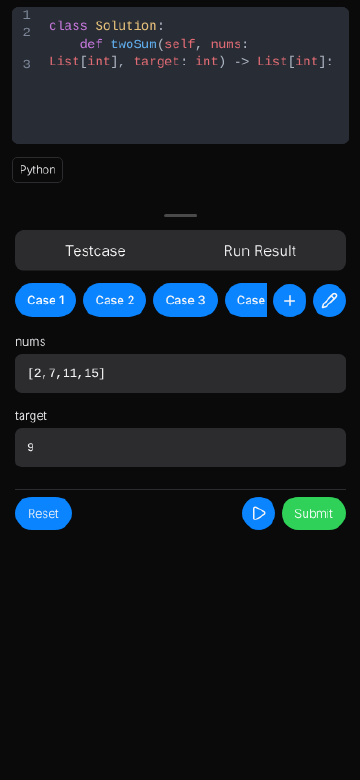 1 class Solution:
2     def twoSum(self, nums:
List[int], target: int) -> List[int]:
3
Python
Testcase Run Result
Case 1 Case 2 Case 3 Case
nums
[2,7,11,15]
target
9
Reset Submit